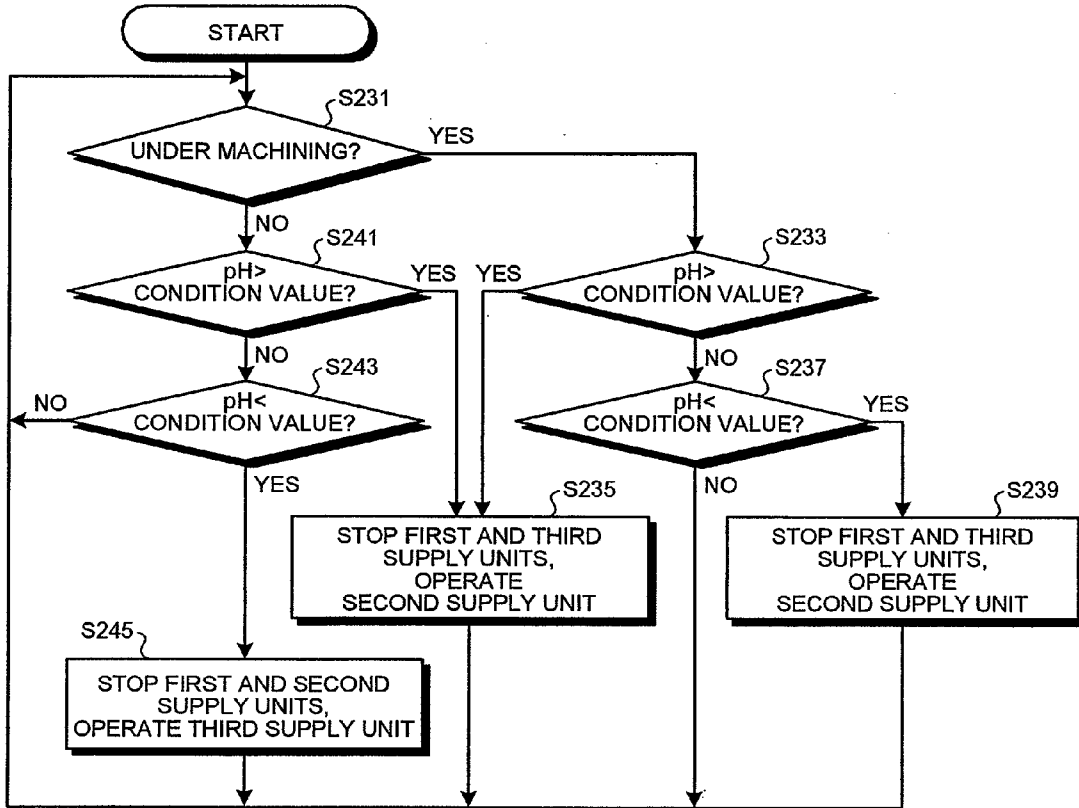 START
S231
UNDER MACHINING?
YES
NO
S241
pH>
CONDITION VALUE?
YES
NO
S233
YES
pH>
CONDITION VALUE?
NO
S243
NO
pH<
CONDITION VALUE?
YES
S237
pH<
CONDITION VALUE?
YES
NO
S235
STOP FIRST AND THIRD
SUPPLY UNITS,
OPERATE
SECOND SUPPLY UNIT
S239
STOP FIRST AND THIRD
SUPPLY UNITS,
OPERATE
SECOND SUPPLY UNIT
S245
STOP FIRST AND SECOND
SUPPLY UNITS,
OPERATE THIRD SUPPLY UNIT